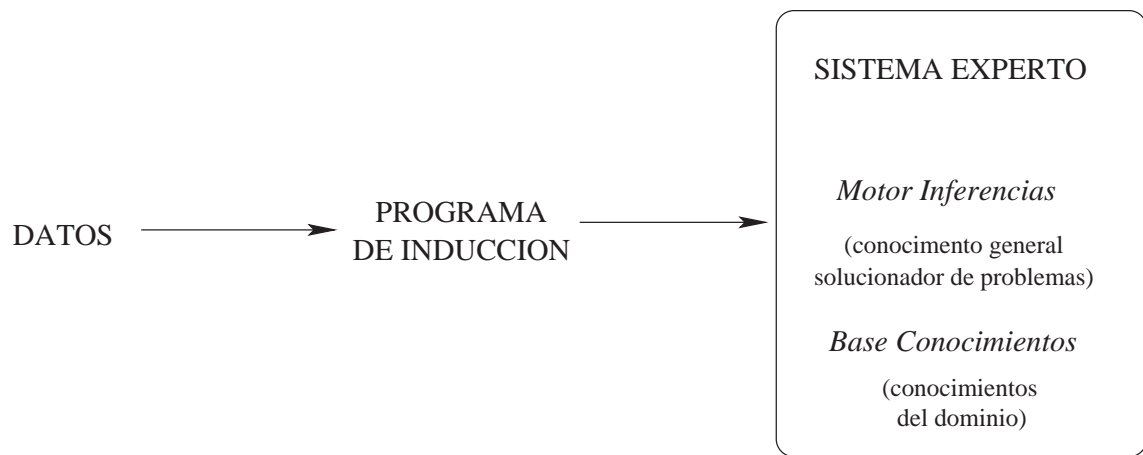 DATOS
PROGRAMA
DE INDUCCION
SISTEMA EXPERTO
Motor Inferencias
(conocimento general
solucionador de problemas)
Base Conocimientos
(conocimientos
del dominio)